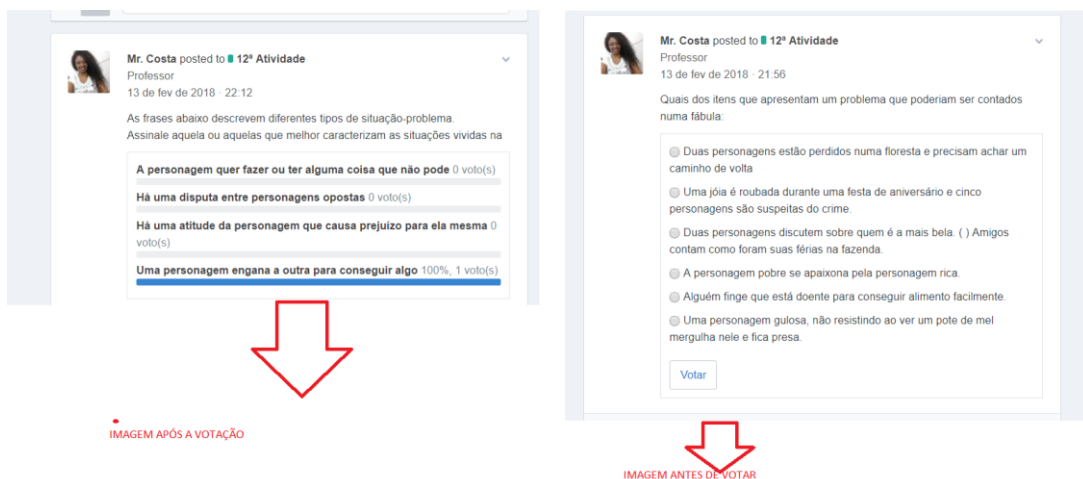 Mr. Costa posted to 12ª Atividade
Professor
13 de fev de 2018 · 22:12
As frases abaixo descrevem diferentes tipos de situação-problema.
Assinale aquela ou aquelas que melhor caracterizam as situações vividas na
A personagem quer fazer ou ter alguma coisa que não pode 0 voto(s)
Há uma disputa entre personagens opostas 0 voto(s)
Há uma atitude da personagem que causa prejuízo para ela mesma 0
voto(s)
Uma personagem engana a outra para conseguir algo 100%, 1 voto(s)
IMAGEM APÓS A VOTAÇÃO
Mr. Costa posted to 12ª Atividade
Professor
13 de fev de 2018 · 21:56
Quais dos itens que apresentam um problema que poderiam ser contados
numa fábula:
Duas personagens estão perdidos numa floresta e precisam achar um
caminho de volta
Uma jóia é roubada durante uma festa de aniversário e cinco
personagens são suspeitas do crime.
Duas personagens discutem sobre quem é a mais bela. ( ) Amigos
contam como foram suas férias na fazenda.
A personagem pobre se apaixona pela personagem rica.
Alguém finge que está doente para conseguir alimento facilmente.
Uma personagem gulosa, não resistindo ao ver um pote de mel
mergulha nele e fica presa.
Votar
IMAGEM ANTES DE VOTAR